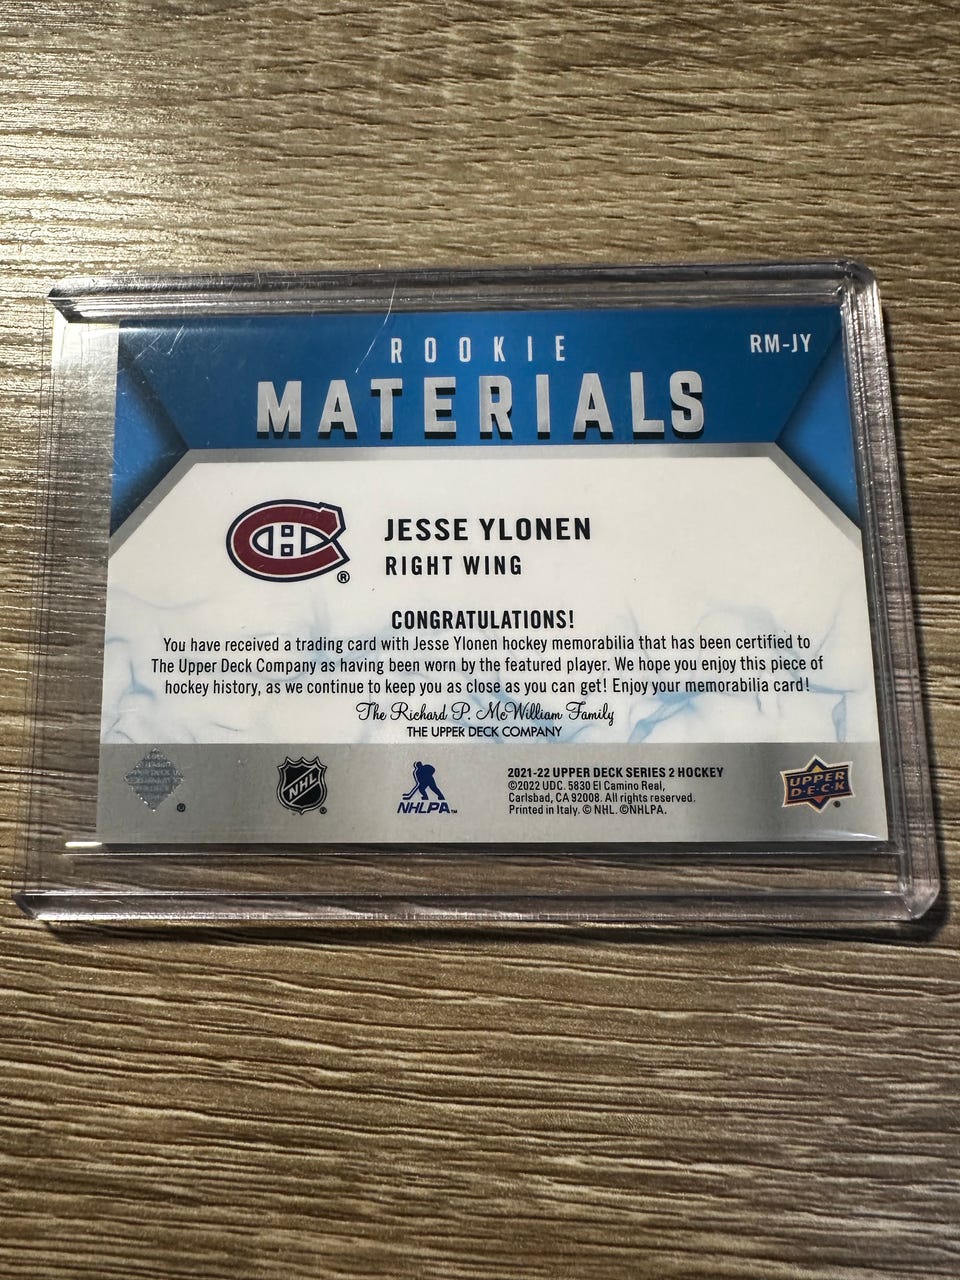 ROOKIE
RM-JY
MATERIALS
JESSE YLONEN
RIGHT WING
®
CONGRATULATIONS!
You have received a trading card with Jesse Ylonen hockey memorabilia that has been certified to
The Upper Deck Company as having been worn by the featured player. We hope you enjoy this piece of
hockey history, as we continue to keep you as close as you can get! Enjoy your memorabilia card!
The Richard P. McWilliam Family
THE UPPER DECK COMPANY
NHL
®
NHLPA™
2021-22 UPPER DECK SERIES 2 HOCKEY
©2022 UDC. 5830 El Camino Real,
Carlsbad, CA 92008. All rights reserved.
Printed in Italy. © NHL. ©NHLPA.
UPPER
D·E·C·K
®